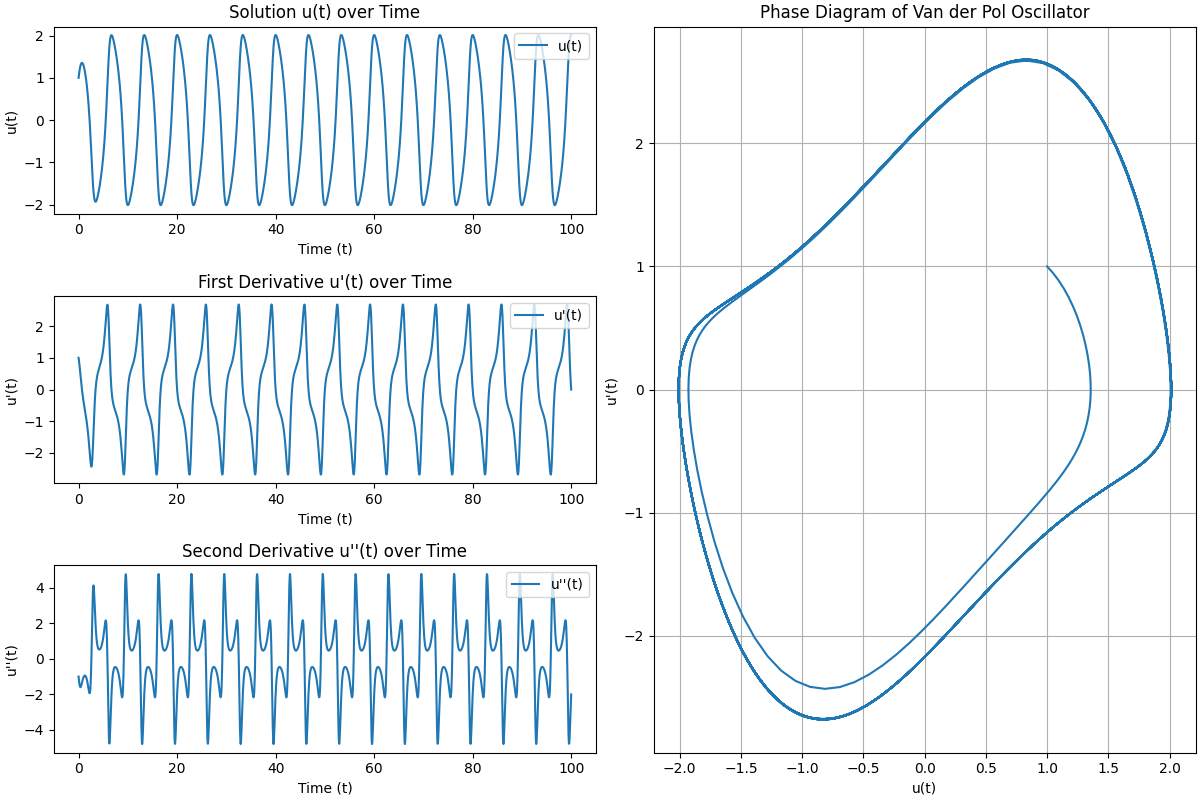 Solution u(t) over Time
u(t)
2
1
0
−1
−2
u(t)
0 20 40 60 80 100
Time (t)
First Derivative u'(t) over Time
u'(t)
2
1
0
−1
−2
u'(t)
0 20 40 60 80 100
Time (t)
Second Derivative u''(t) over Time
u''(t)
4
2
0
−2
−4
u''(t)
0 20 40 60 80 100
Time (t)
Phase Diagram of Van der Pol Oscillator
2
1
0
−1
−2
u'(t)
−2.0 −1.5 −1.0 −0.5 0.0 0.5 1.0 1.5 2.0
u(t)